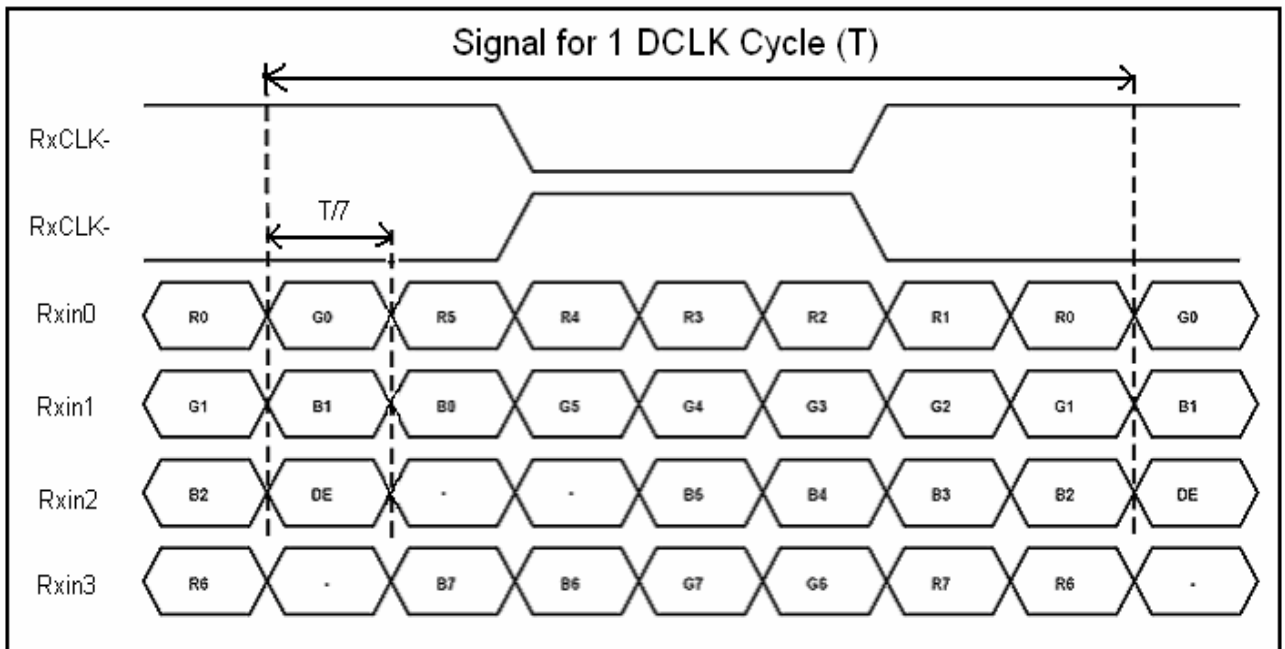 Signal for 1 DCLK Cycle (T)
RxCLK-
RxCLK-
T/7
Rxin0 R0 G0 R5 R4 R3 R2 R1 R0 G0
Rxin1 G1 B1 B0 G5 G4 G3 G2 G1 B1
Rxin2 B2 DE - - B5 B4 B3 B2 DE
Rxin3 R6 - B7 B6 G7 G6 R7 R6 -